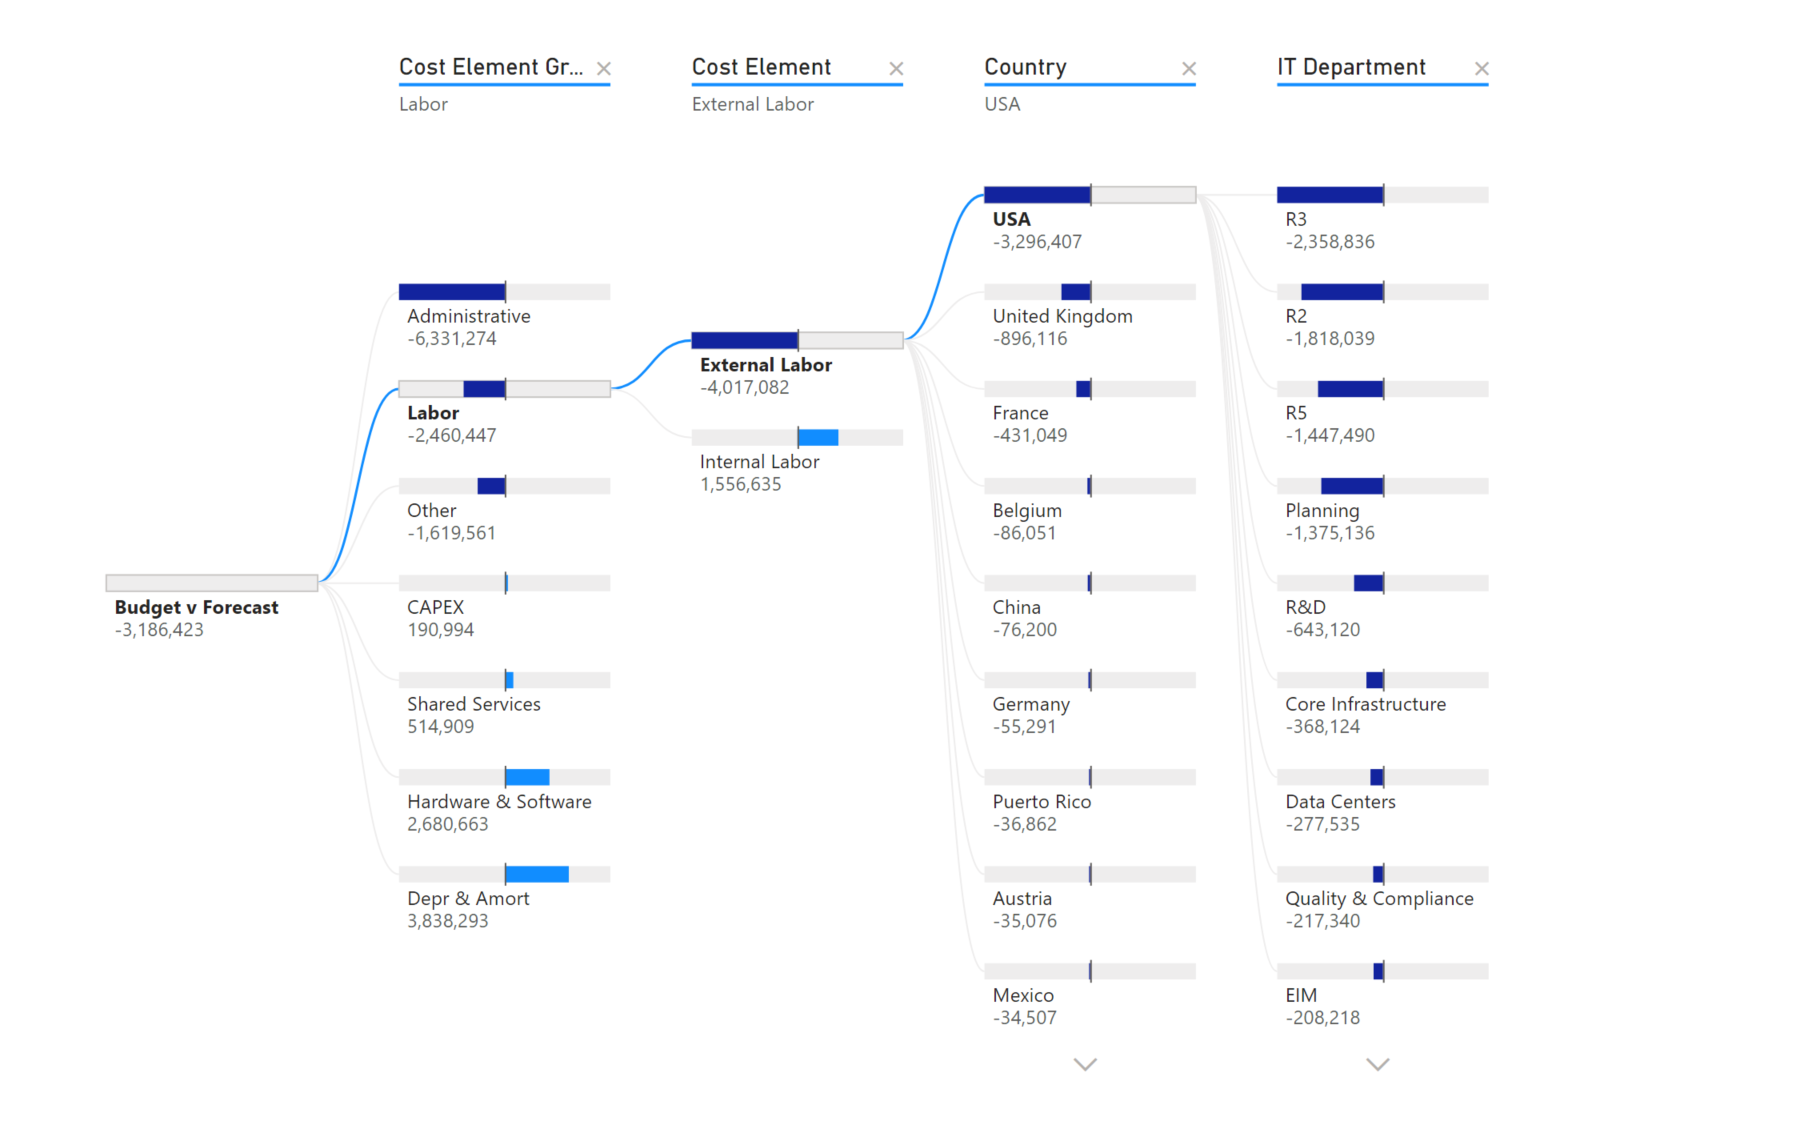 Cost Element Gr...
Labor
Cost Element
External Labor
Country
USA
IT Department
Budget v Forecast
-3,186,423
Administrative
-6,331,274
Labor
-2,460,447
Other
-1,619,561
CAPEX
190,994
Shared Services
514,909
Hardware & Software
2,680,663
Depr & Amort
3,838,293
External Labor
-4,017,082
Internal Labor
1,556,635
USA
-3,296,407
United Kingdom
-896,116
France
-431,049
Belgium
-86,051
China
-76,200
Germany
-55,291
Puerto Rico
-36,862
Austria
-35,076
Mexico
-34,507
R3
-2,358,836
R2
-1,818,039
R5
-1,447,490
Planning
-1,375,136
R&D
-643,120
Core Infrastructure
-368,124
Data Centers
-277,535
Quality & Compliance
-217,340
EIM
-208,218